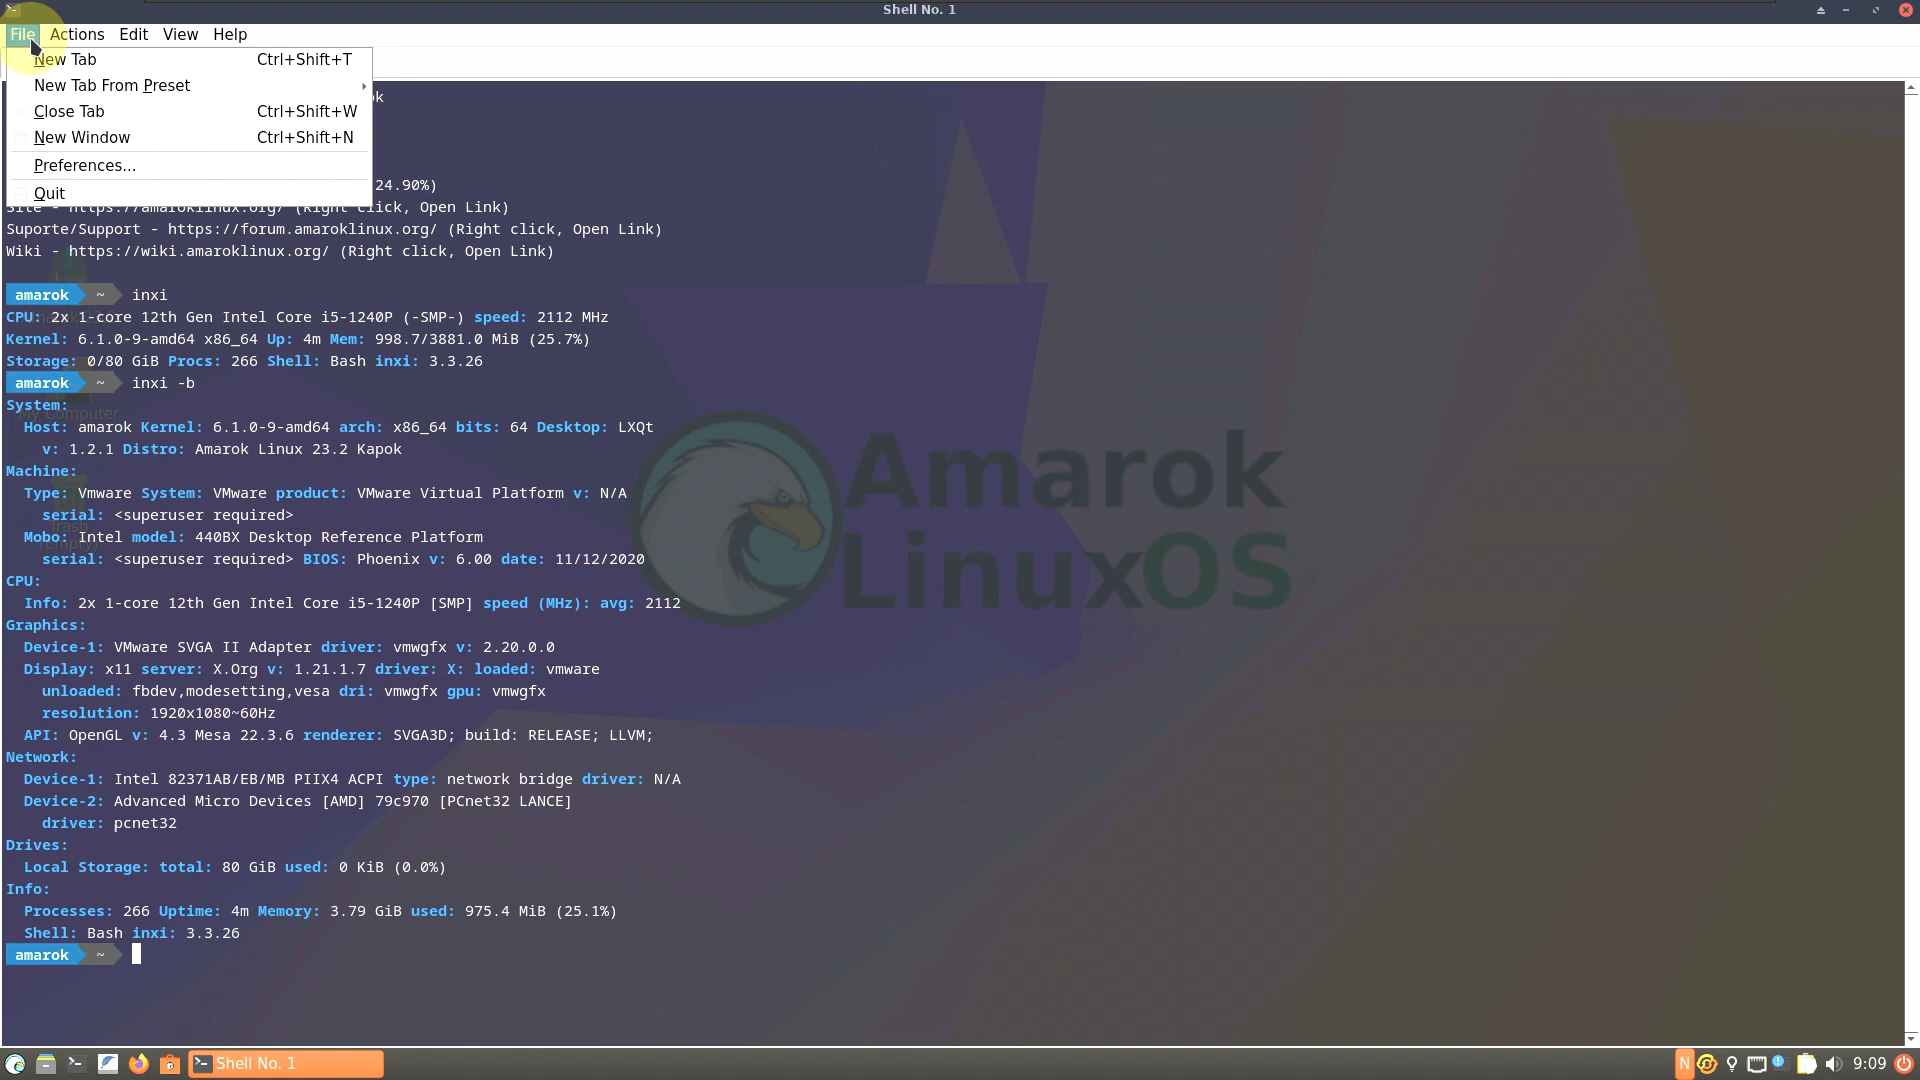 Shell No. 1
File Actions Edit View Help
New Tab Ctrl+Shift+T
New Tab From Preset
Close Tab Ctrl+Shift+W
New Window Ctrl+Shift+N
Preferences...
Quit
ok
24.90%)
Site - https://amaroklinux.org/ (Right click, Open Link)
Suporte/Support - https://forum.amaroklinux.org/ (Right click, Open Link)
Wiki - https://wiki.amaroklinux.org/ (Right click, Open Link)
amarok ~ inxi
CPU: 2x 1-core 12th Gen Intel Core i5-1240P (-SMP-) speed: 2112 MHz
Kernel: 6.1.0-9-amd64 x86_64 Up: 4m Mem: 998.7/3881.0 MiB (25.7%)
Storage: 0/80 GiB Procs: 266 Shell: Bash inxi: 3.3.26
amarok ~ inxi -b
System:
My Computer
Host: amarok Kernel: 6.1.0-9-amd64 arch: x86_64 bits: 64 Desktop: LXQt
v: 1.2.1 Distro: Amarok Linux 23.2 Kapok
Machine:
Type: Vmware System: VMware product: VMware Virtual Platform v: N/A
serial: <superuser required>
Trash
Mobo: Intel model: 440BX Desktop Reference Platform
(Empty)
serial: <superuser required> BIOS: Phoenix v: 6.00 date: 11/12/2020
CPU:
Info: 2x 1-core 12th Gen Intel Core i5-1240P [SMP] speed (MHz): avg: 2112
Graphics:
Device-1: VMware SVGA II Adapter driver: vmwgfx v: 2.20.0.0
Display: x11 server: X.Org v: 1.21.1.7 driver: X: loaded: vmware
unloaded: fbdev,modesetting,vesa dri: vmwgfx gpu: vmwgfx
resolution: 1920x1080~60Hz
API: OpenGL v: 4.3 Mesa 22.3.6 renderer: SVGA3D; build: RELEASE; LLVM;
Network:
Device-1: Intel 82371AB/EB/MB PIIX4 ACPI type: network bridge driver: N/A
Device-2: Advanced Micro Devices [AMD] 79c970 [PCnet32 LANCE]
driver: pcnet32
Drives:
Local Storage: total: 80 GiB used: 0 KiB (0.0%)
Info:
Processes: 266 Uptime: 4m Memory: 3.79 GiB used: 975.4 MiB (25.1%)
Shell: Bash inxi: 3.3.26
amarok ~
Amarok
LinuxOS
Shell No. 1
N
9:09